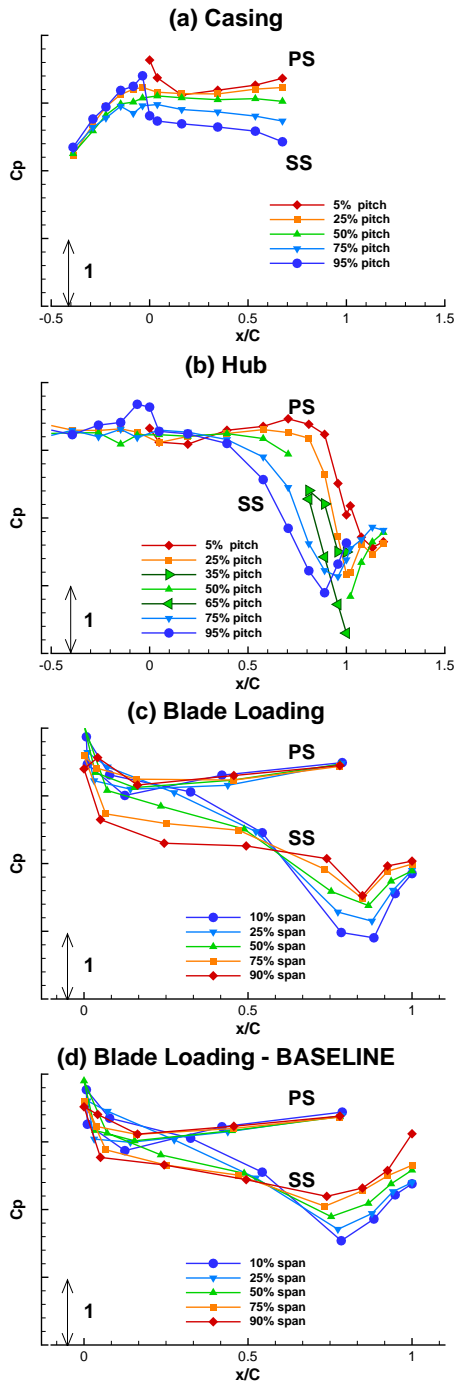 (a) Casing
PS
SS
Cp
1
5% pitch
25% pitch
50% pitch
75% pitch
95% pitch
-0.5 0 0.5 1 1.5
x/C
(b) Hub
PS
SS
Cp
1
5% pitch
25% pitch
35% pitch
50% pitch
65% pitch
75% pitch
95% pitch
-0.5 0 0.5 1 1.5
x/C
(c) Blade Loading
PS
SS
Cp
1
10% span
25% span
50% span
75% span
90% span
0 0.5 1
x/C
(d) Blade Loading - BASELINE
PS
SS
Cp
1
10% span
25% span
50% span
75% span
90% span
0 0.5 1
x/C